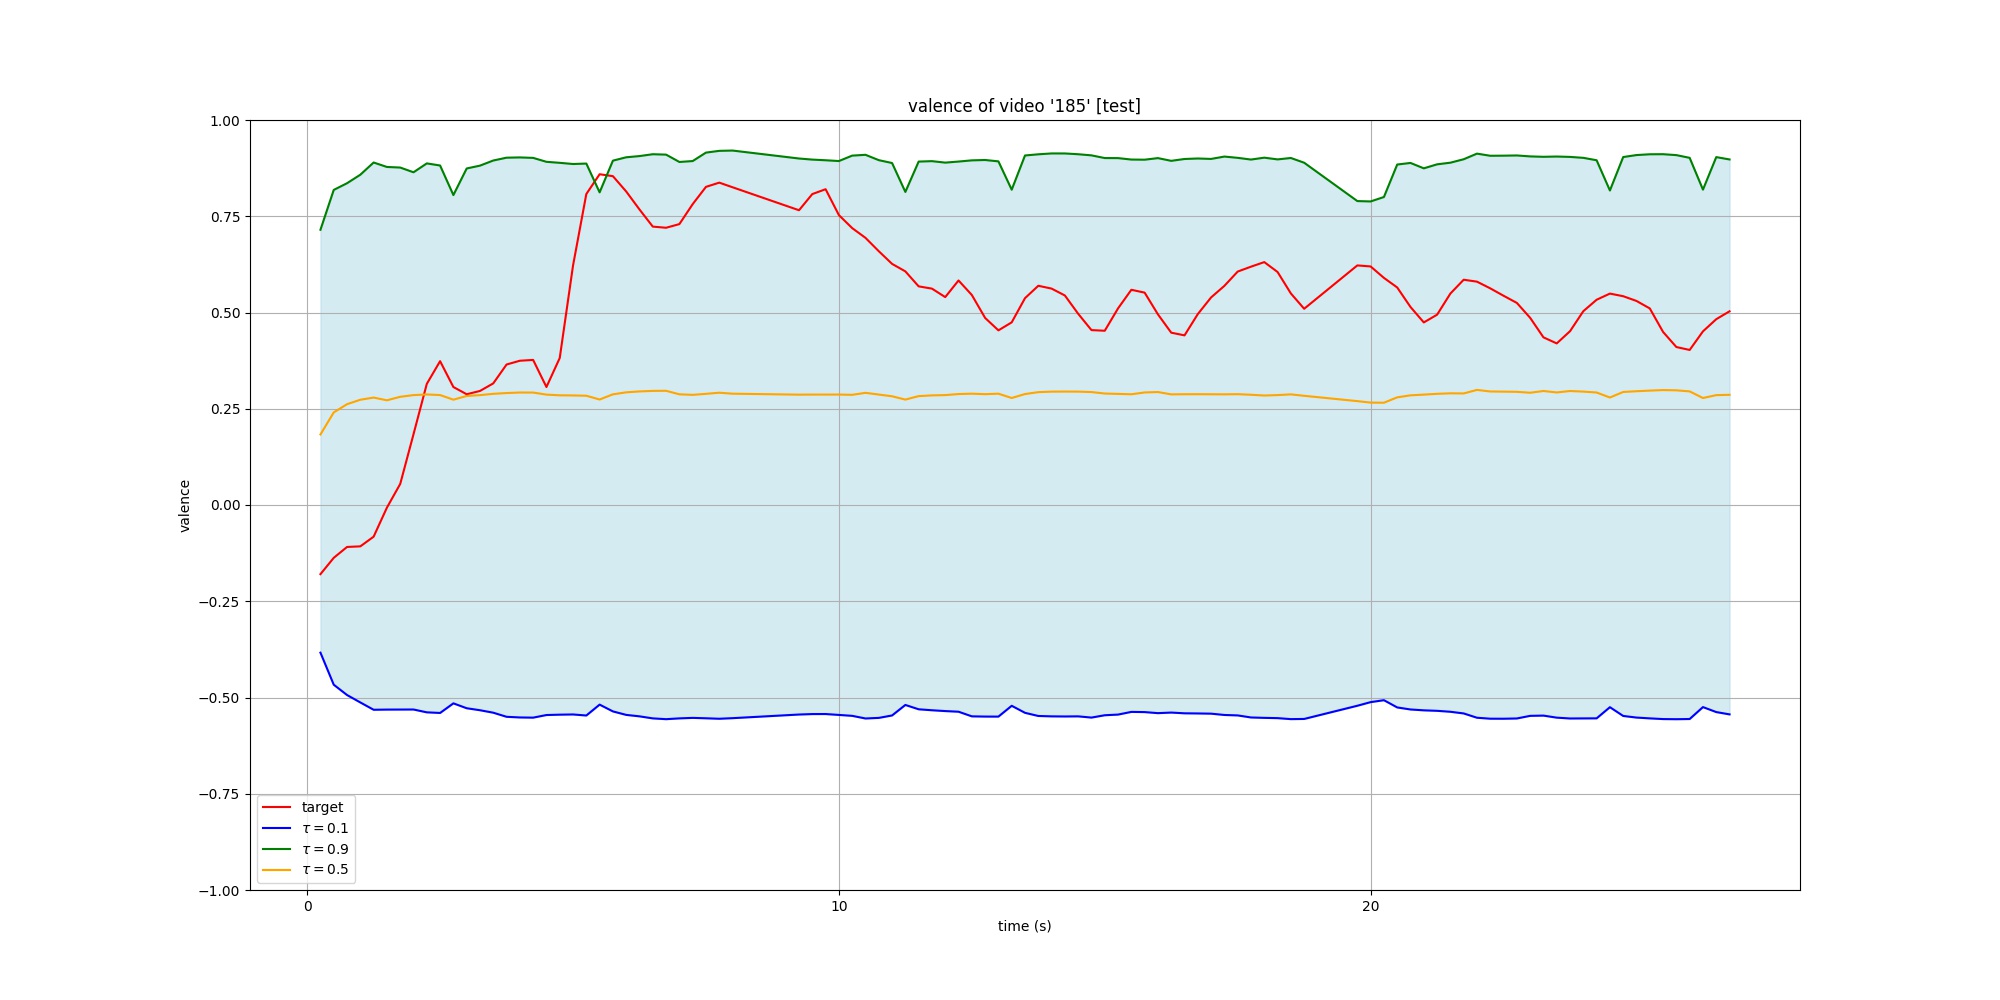 valence of video '185' [test]
1.00
0.75
0.50
0.25
0.00
−0.25
−0.50
−0.75
−1.00
valence
target
τ = 0.1
τ = 0.9
τ = 0.5
0 10 20
time (s)